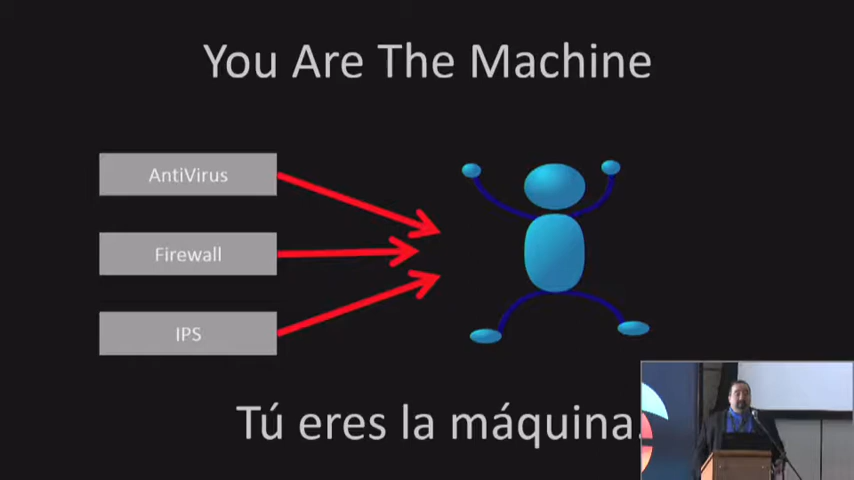 You Are The Machine
AntiVirus
Firewall
IPS
Tú eres la máquina.